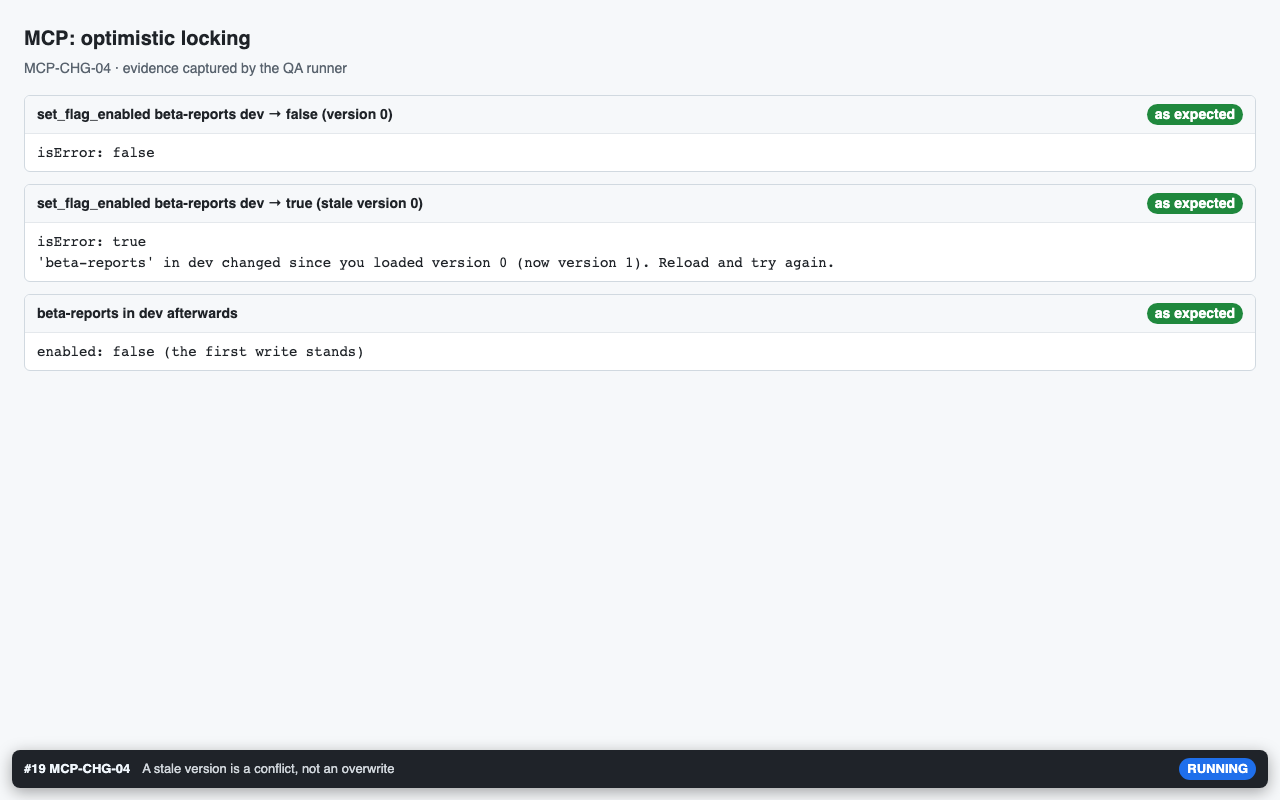 MCP: optimistic locking
MCP-CHG-04 · evidence captured by the QA runner
set_flag_enabled beta-reports dev → false (version 0)
as expected
isError: false
set_flag_enabled beta-reports dev → true (stale version 0)
as expected
isError: true
'beta-reports' in dev changed since you loaded version 0 (now version 1). Reload and try again.
beta-reports in dev afterwards
as expected
enabled: false (the first write stands)
#19 MCP-CHG-04 A stale version is a conflict, not an overwrite
RUNNING